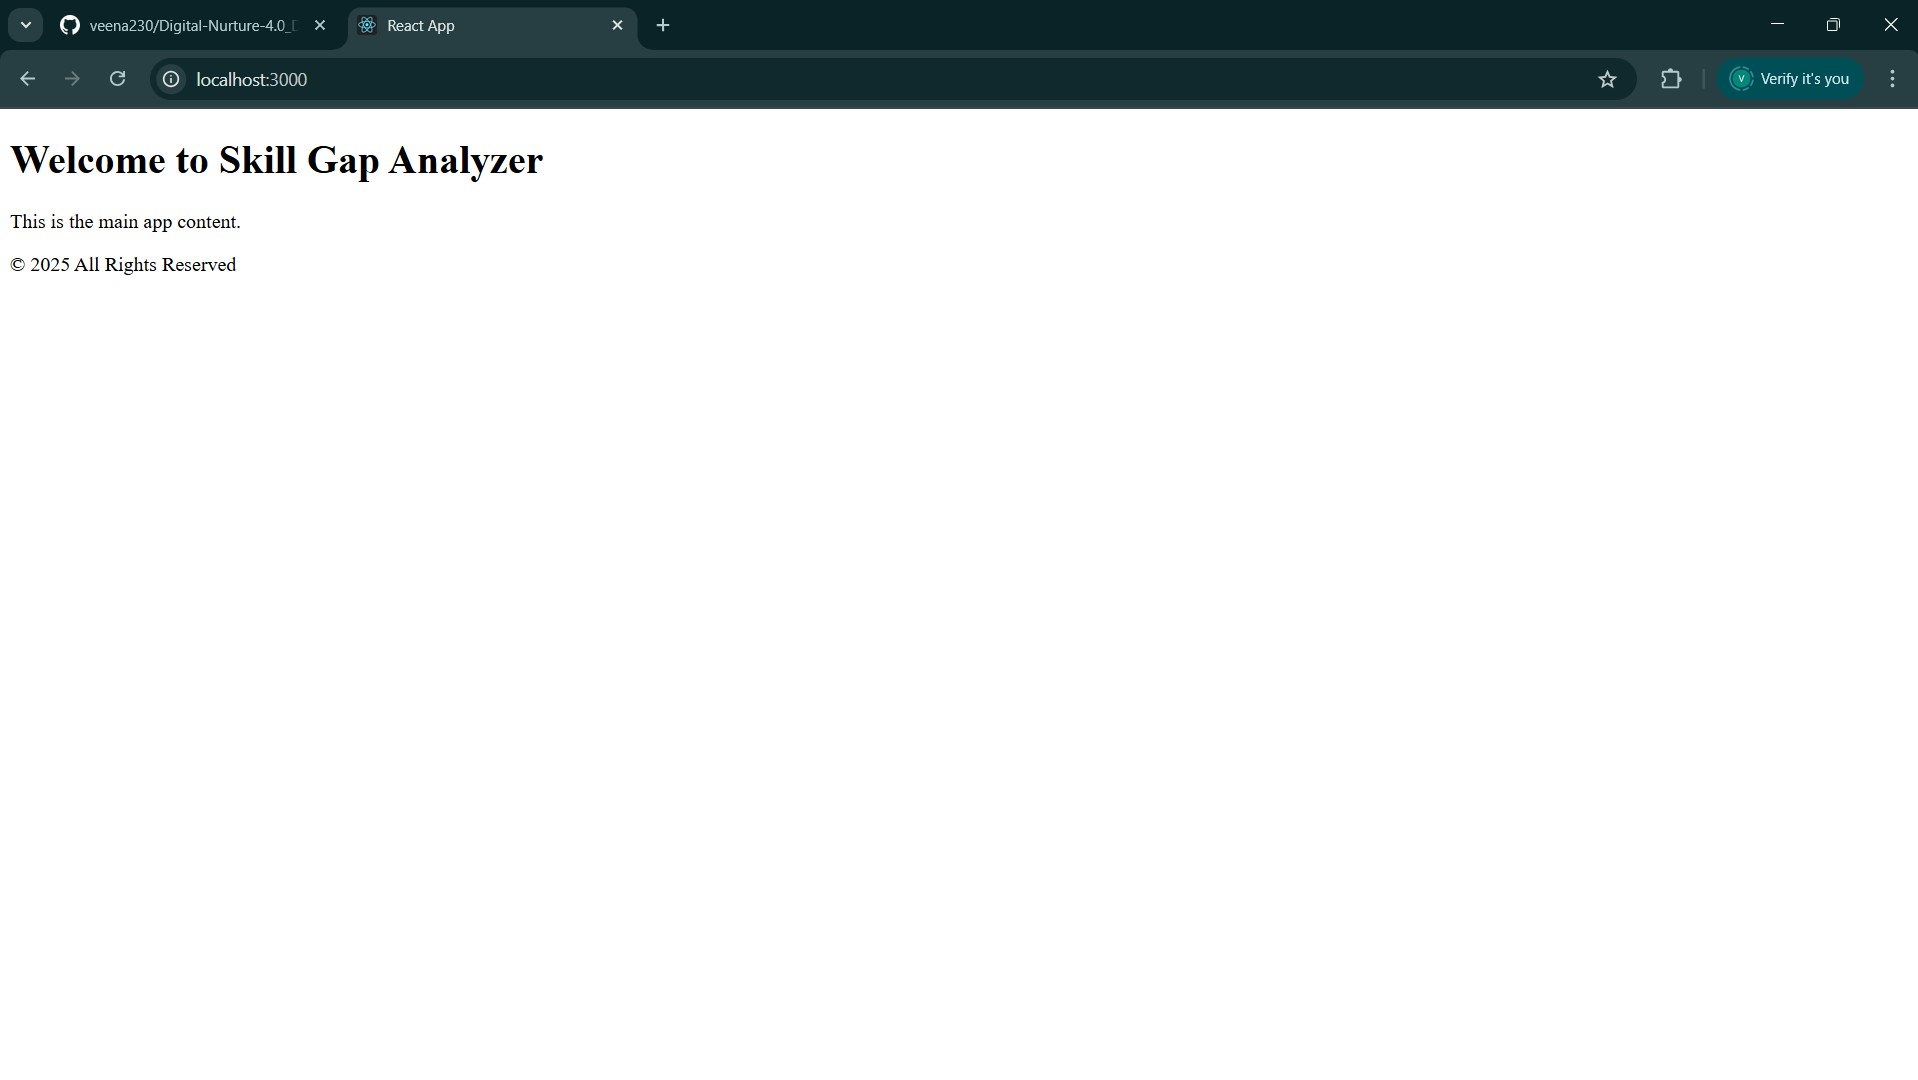 veena230/Digital-Nurture-4.0_
React App
localhost:3000
V
Verify it's you
Welcome to Skill Gap Analyzer
This is the main app content.
© 2025 All Rights Reserved